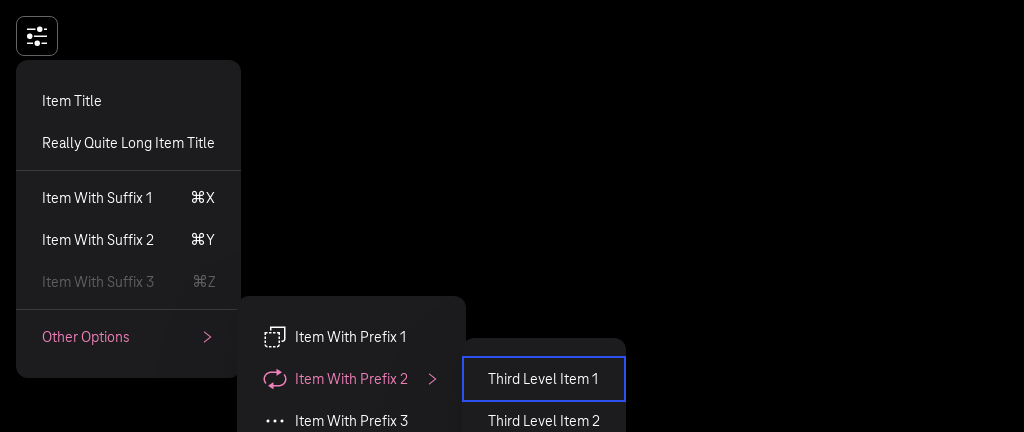 Item Title
Really Quite Long Item Title
Item With Suffix 1 ⌘X
Item With Suffix 2 ⌘Y
Item With Suffix 3 ⌘Z
Other Options
Item With Prefix 1
Item With Prefix 2
Item With Prefix 3
Third Level Item 1
Third Level Item 2